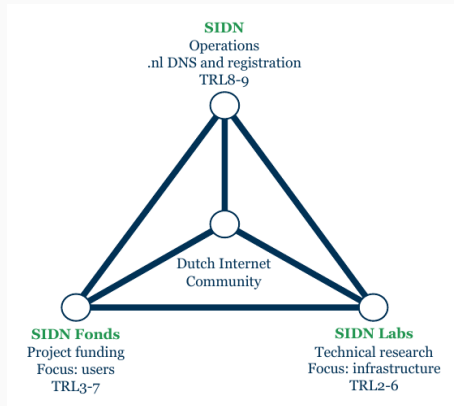 SIDN
Operations
.nl DNS and registration
TRL8-9
Dutch Internet
Community
SIDN Fonds
Project funding
Focus: users
TRL3-7
SIDN Labs
Technical research
Focus: infrastructure
TRL2-6